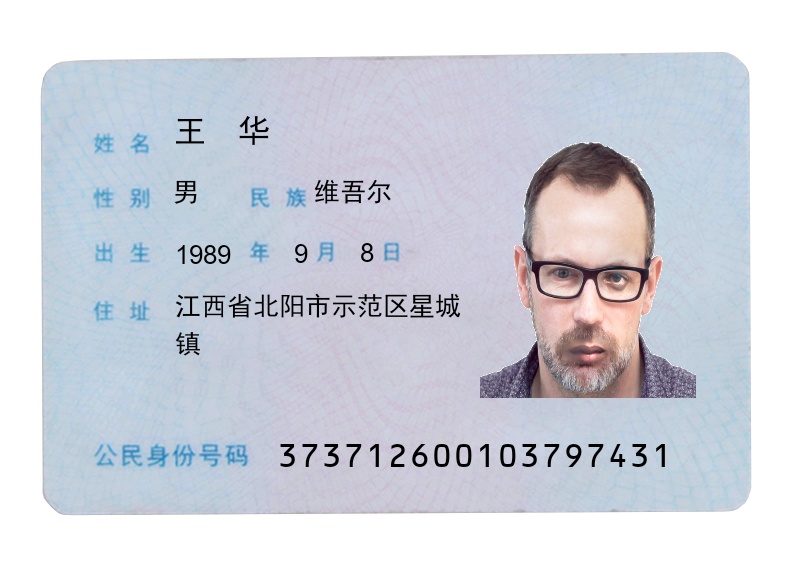 姓名 王 华
性别 男 民族 维吾尔
出生 1989 年 9 月 8 日
住址 江西省北阳市示范区星城
镇
公民身份号码 373712600103797431